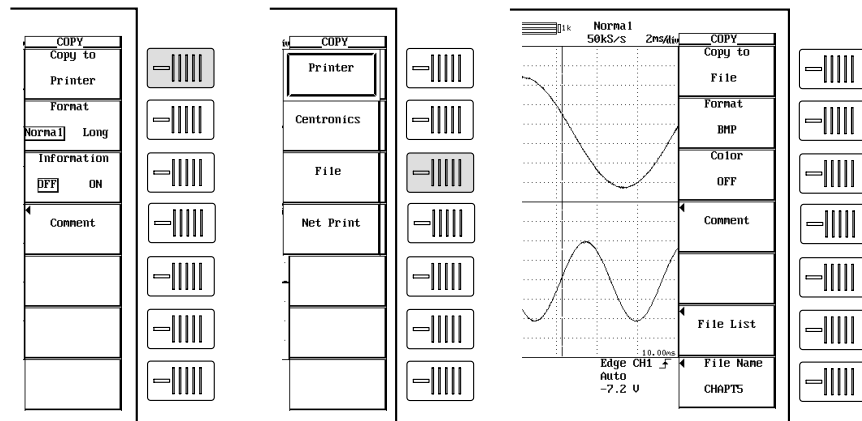 COPY
Copy to
Printer
Format
Normal Long
Information
OFF ON
Comment
COPY
Printer
Centronics
File
Net Print
1k
Normal
50kS/s 2ms/div
COPY
Copy to
File
Format
BMP
Color
OFF
Comment
File List
10.00ms
Edge CH1
Auto
-7.2 V
File Name
CHAPT5